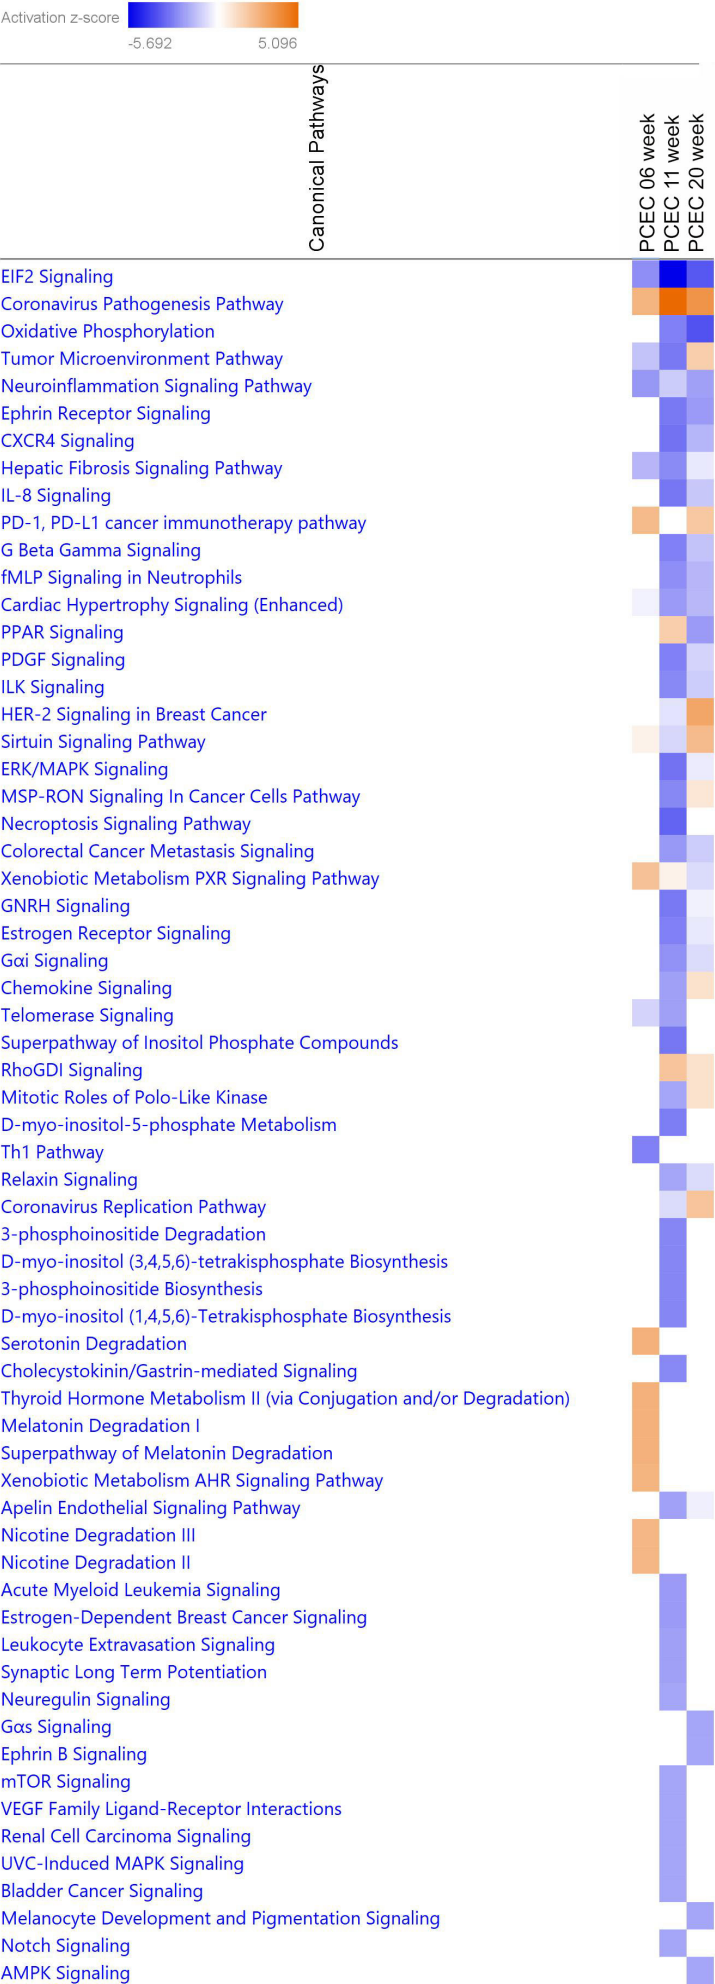 Activation z-score
-5.692 5.096
Canonical Pathways
PCEC 06 week
PCEC 11 week
PCEC 20 week
EIF2 Signaling
Coronavirus Pathogenesis Pathway
Oxidative Phosphorylation
Tumor Microenvironment Pathway
Neuroinflammation Signaling Pathway
Ephrin Receptor Signaling
CXCR4 Signaling
Hepatic Fibrosis Signaling Pathway
IL-8 Signaling
PD-1, PD-L1 cancer immunotherapy pathway
G Beta Gamma Signaling
fMLP Signaling in Neutrophils
Cardiac Hypertrophy Signaling (Enhanced)
PPAR Signaling
PDGF Signaling
ILK Signaling
HER-2 Signaling in Breast Cancer
Sirtuin Signaling Pathway
ERK/MAPK Signaling
MSP-RON Signaling In Cancer Cells Pathway
Necroptosis Signaling Pathway
Colorectal Cancer Metastasis Signaling
Xenobiotic Metabolism PXR Signaling Pathway
GNRH Signaling
Estrogen Receptor Signaling
Gαi Signaling
Chemokine Signaling
Telomerase Signaling
Superpathway of Inositol Phosphate Compounds
RhoGDI Signaling
Mitotic Roles of Polo-Like Kinase
D-myo-inositol-5-phosphate Metabolism
Th1 Pathway
Relaxin Signaling
Coronavirus Replication Pathway
3-phosphoinositide Degradation
D-myo-inositol (3,4,5,6)-tetrakisphosphate Biosynthesis
3-phosphoinositide Biosynthesis
D-myo-inositol (1,4,5,6)-Tetrakisphosphate Biosynthesis
Serotonin Degradation
Cholecystokinin/Gastrin-mediated Signaling
Thyroid Hormone Metabolism II (via Conjugation and/or Degradation)
Melatonin Degradation I
Superpathway of Melatonin Degradation
Xenobiotic Metabolism AHR Signaling Pathway
Apelin Endothelial Signaling Pathway
Nicotine Degradation III
Nicotine Degradation II
Acute Myeloid Leukemia Signaling
Estrogen-Dependent Breast Cancer Signaling
Leukocyte Extravasation Signaling
Synaptic Long Term Potentiation
Neuregulin Signaling
Gαs Signaling
Ephrin B Signaling
mTOR Signaling
VEGF Family Ligand-Receptor Interactions
Renal Cell Carcinoma Signaling
UVC-Induced MAPK Signaling
Bladder Cancer Signaling
Melanocyte Development and Pigmentation Signaling
Notch Signaling
AMPK Signaling